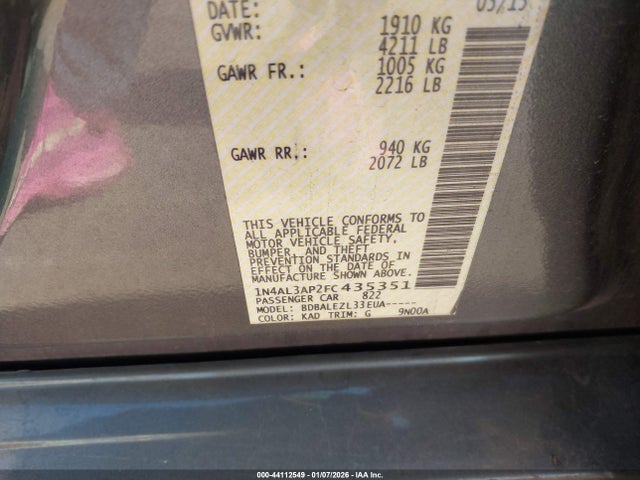 DATE: 05/15
GVWR: 1910 KG
4211 LB
GAWR FR.: 1005 KG
2216 LB
GAWR RR.: 940 KG
2072 LB
THIS VEHICLE CONFORMS TO
ALL APPLICABLE FEDERAL
MOTOR VEHICLE SAFETY,
BUMPER, AND THEFT
PREVENTION STANDARDS IN
EFFECT ON THE DATE OF
MANUFACTURE SHOWN ABOVE.
1N4AL3AP2FC435351
PASSENGER CAR 822
MODEL: BDBALEZL33EUA-----
COLOR: KAD TRIM: G 9N00A
000-44112549 | 01/07/2026 | IAA Inc.